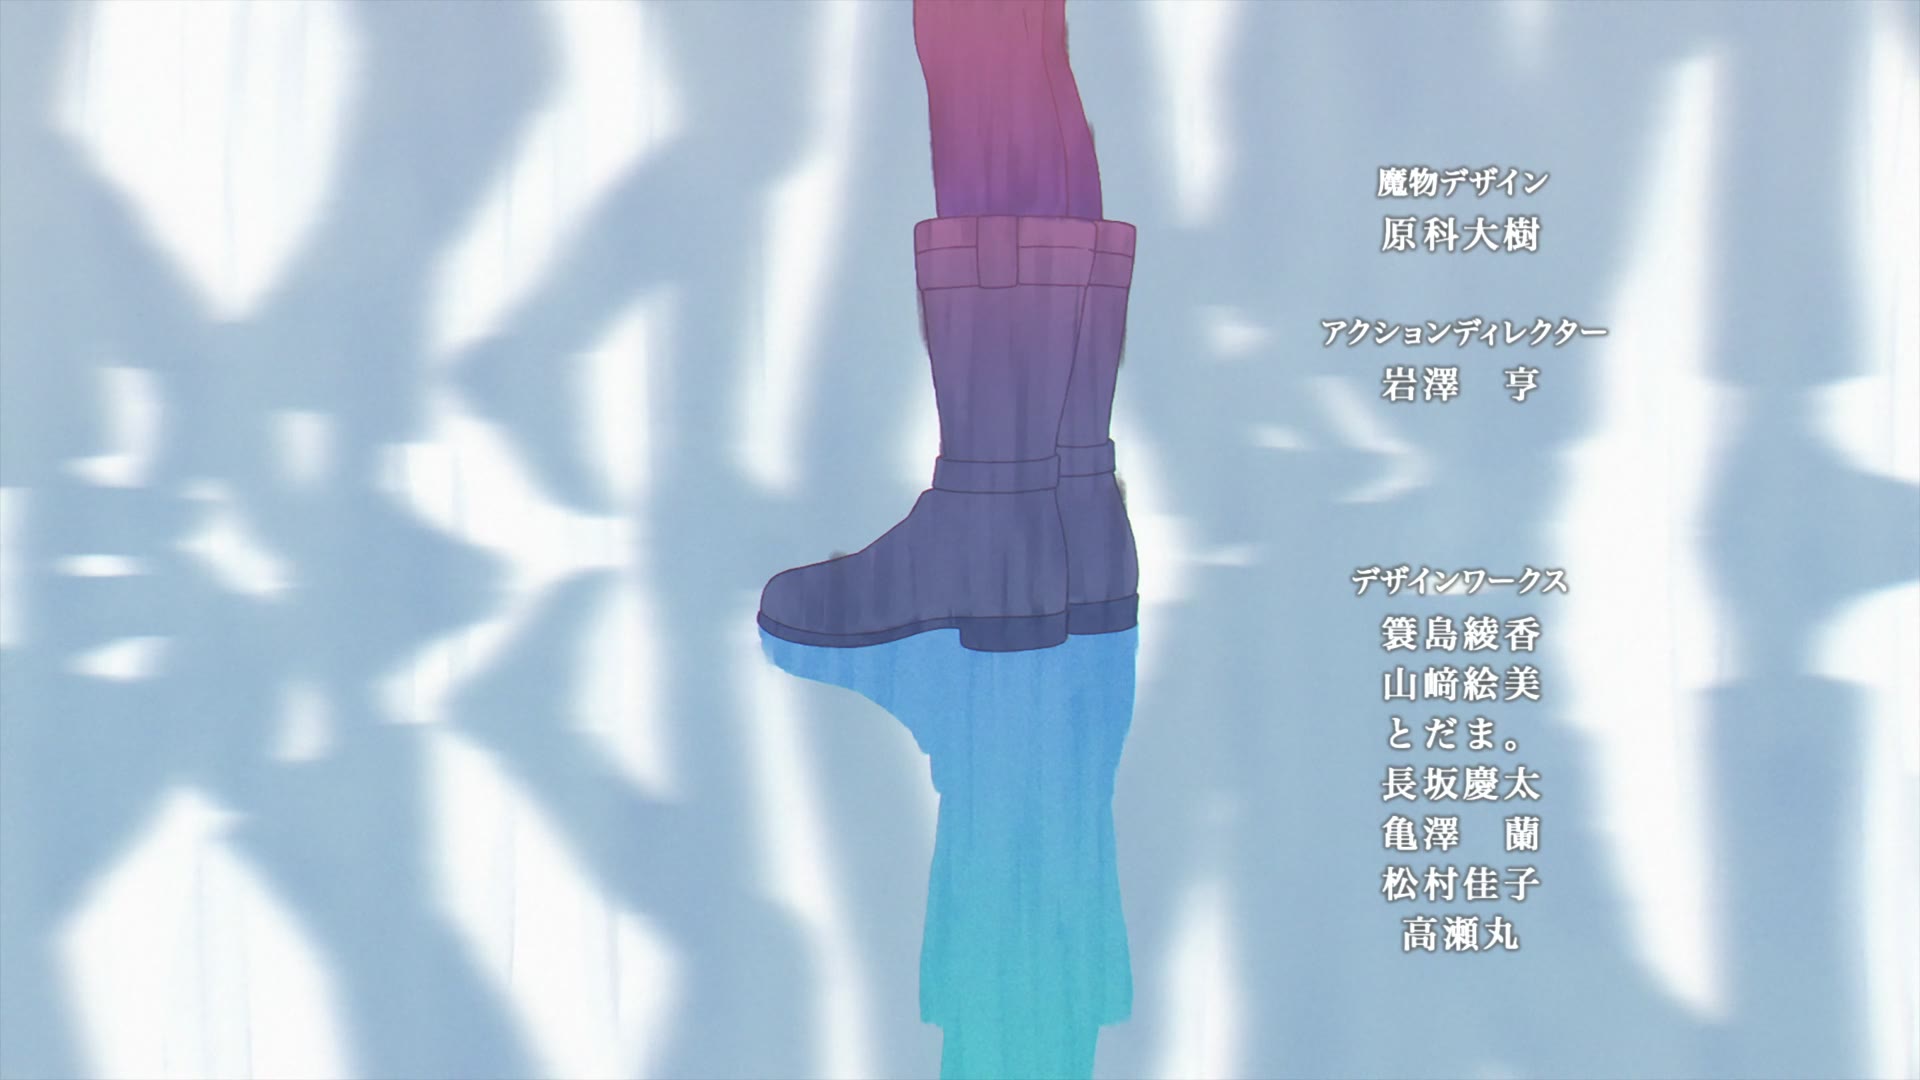 魔物デザイン
原科大樹
アクションディレクター
岩澤　亨
デザインワークス
簑島綾香
山﨑絵美
とだま。
長坂慶太
亀澤　蘭
松村佳子
高瀬丸